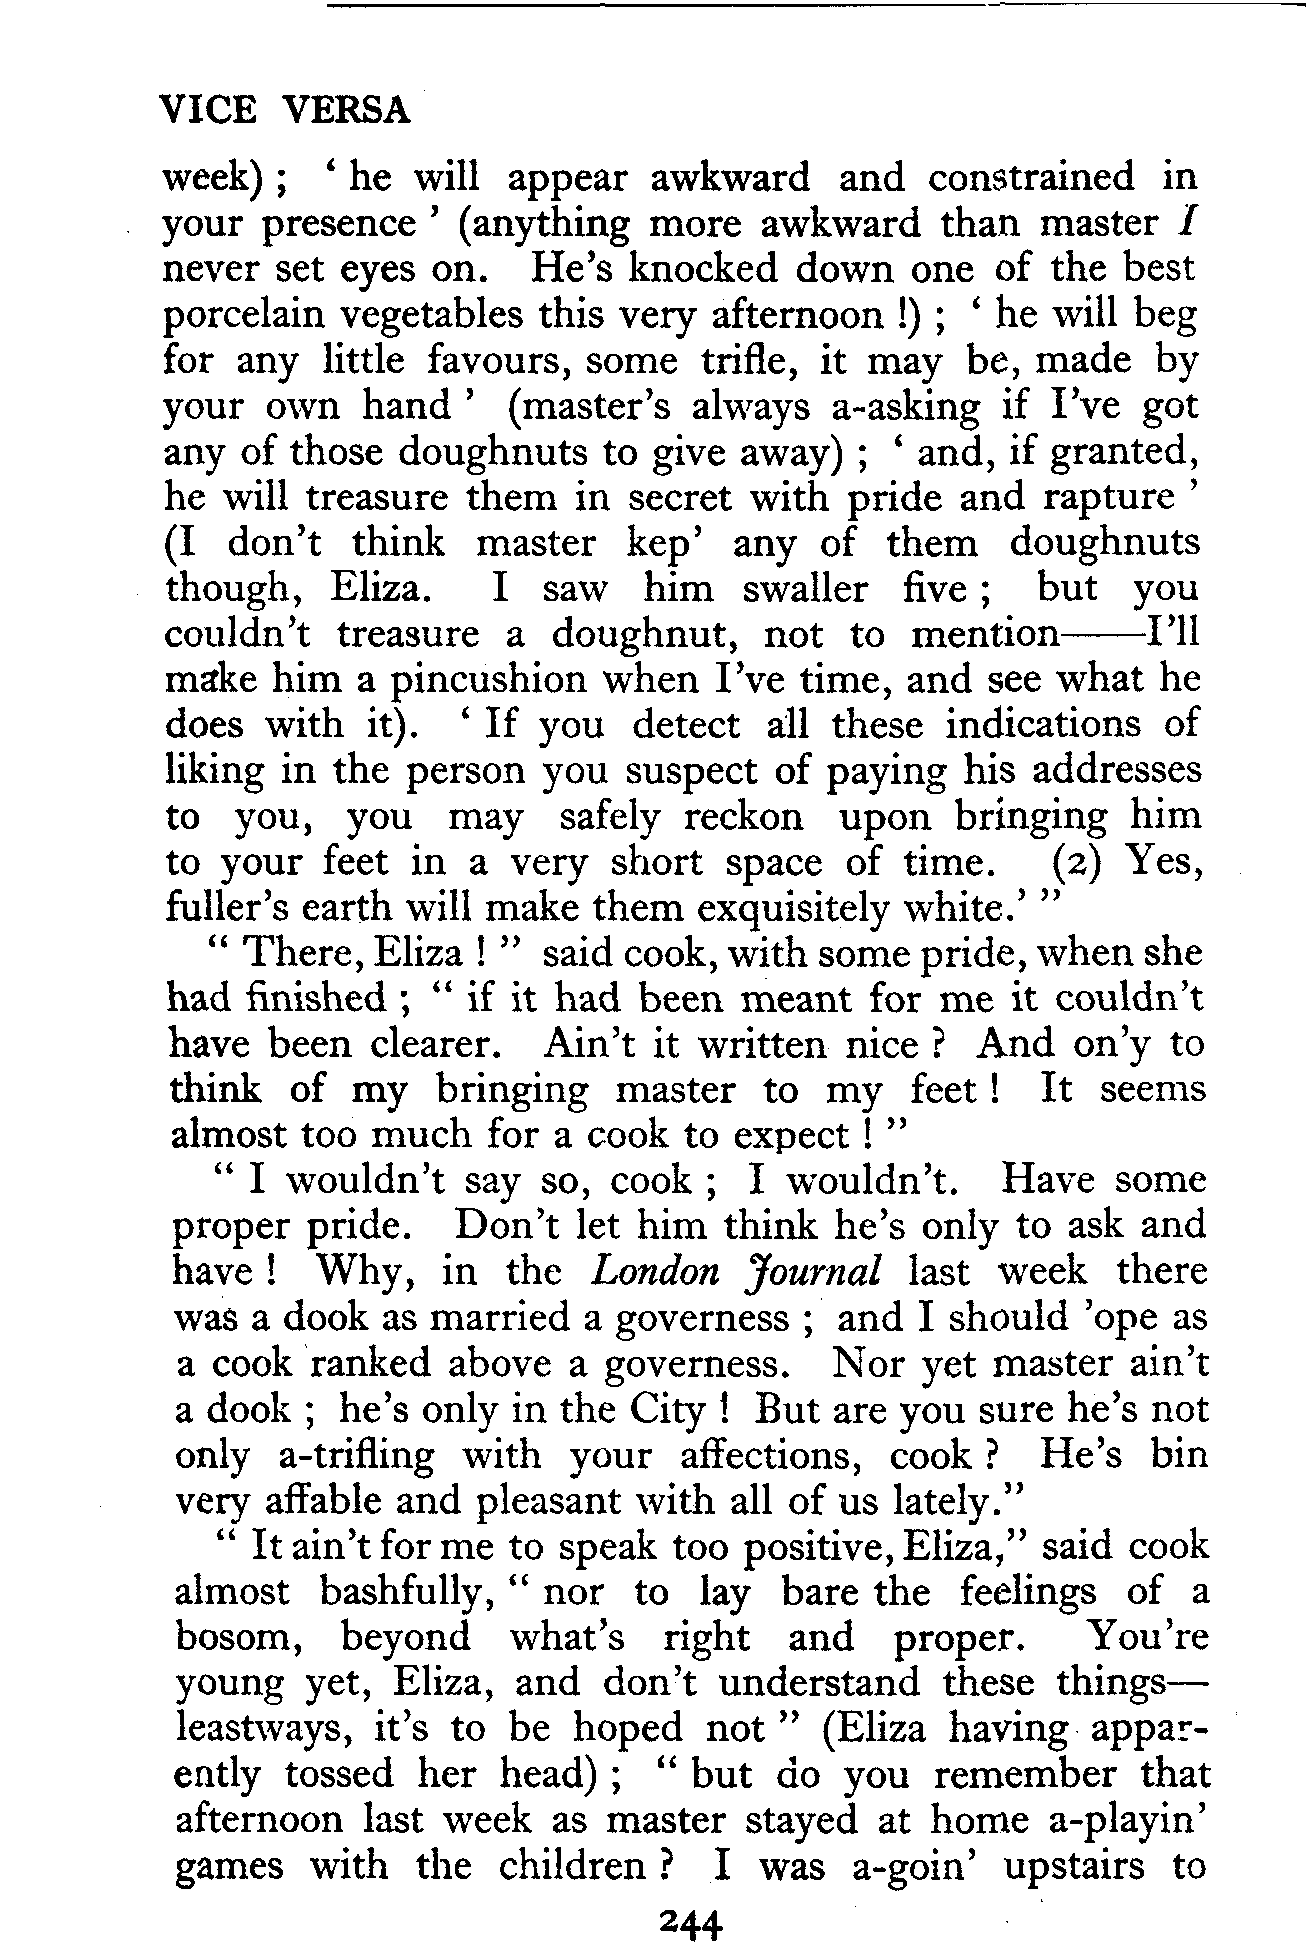 VICE VERSA
week) ; ‘ he will appear awkward and constrained in
your presence ’ (anything more awkward than master I
never set eyes on. He’s knocked down one of the best
porcelain vegetables this very afternoon !) ; ‘ he will beg
for any little favours, some trifle, it may be, made by
your own hand ’ (master’s always a-asking if I’ve got
any of those doughnuts to give away) ; ‘ and, if granted,
he will treasure them in secret with pride and rapture ’
(I don’t think master kep’ any of them doughnuts
though, Eliza. I saw him swaller five ; but you
couldn’t treasure a doughnut, not to mention——I’ll
make him a pincushion when I’ve time, and see what he
does with it). ‘ If you detect all these indications of
liking in the person you suspect of paying his addresses
to you, you may safely reckon upon bringing him
to your feet in a very short space of time. (2) Yes,
fuller’s earth will make them exquisitely white.’ ”
“ There, Eliza ! ” said cook, with some pride, when she
had finished ; “ if it had been meant for me it couldn’t
have been clearer. Ain’t it written nice ? And on’y to
think of my bringing master to my feet ! It seems
almost too much for a cook to expect ! ”
“ I wouldn’t say so, cook ; I wouldn’t. Have some
proper pride. Don’t let him think he’s only to ask and
have ! Why, in the London Journal last week there
was a dook as married a governess ; and I should ’ope as
a cook ranked above a governess. Nor yet master ain’t
a dook ; he’s only in the City ! But are you sure he’s not
only a-trifling with your affections, cook ? He’s bin
very affable and pleasant with all of us lately.”
“ It ain’t for me to speak too positive, Eliza,” said cook
almost bashfully, “ nor to lay bare the feelings of a
bosom, beyond what’s right and proper. You’re
young yet, Eliza, and don’t understand these things—
leastways, it’s to be hoped not ” (Eliza having appar-
ently tossed her head) ; “ but do you remember that
afternoon last week as master stayed at home a-playin’
games with the children ? I was a-goin’ upstairs to
244